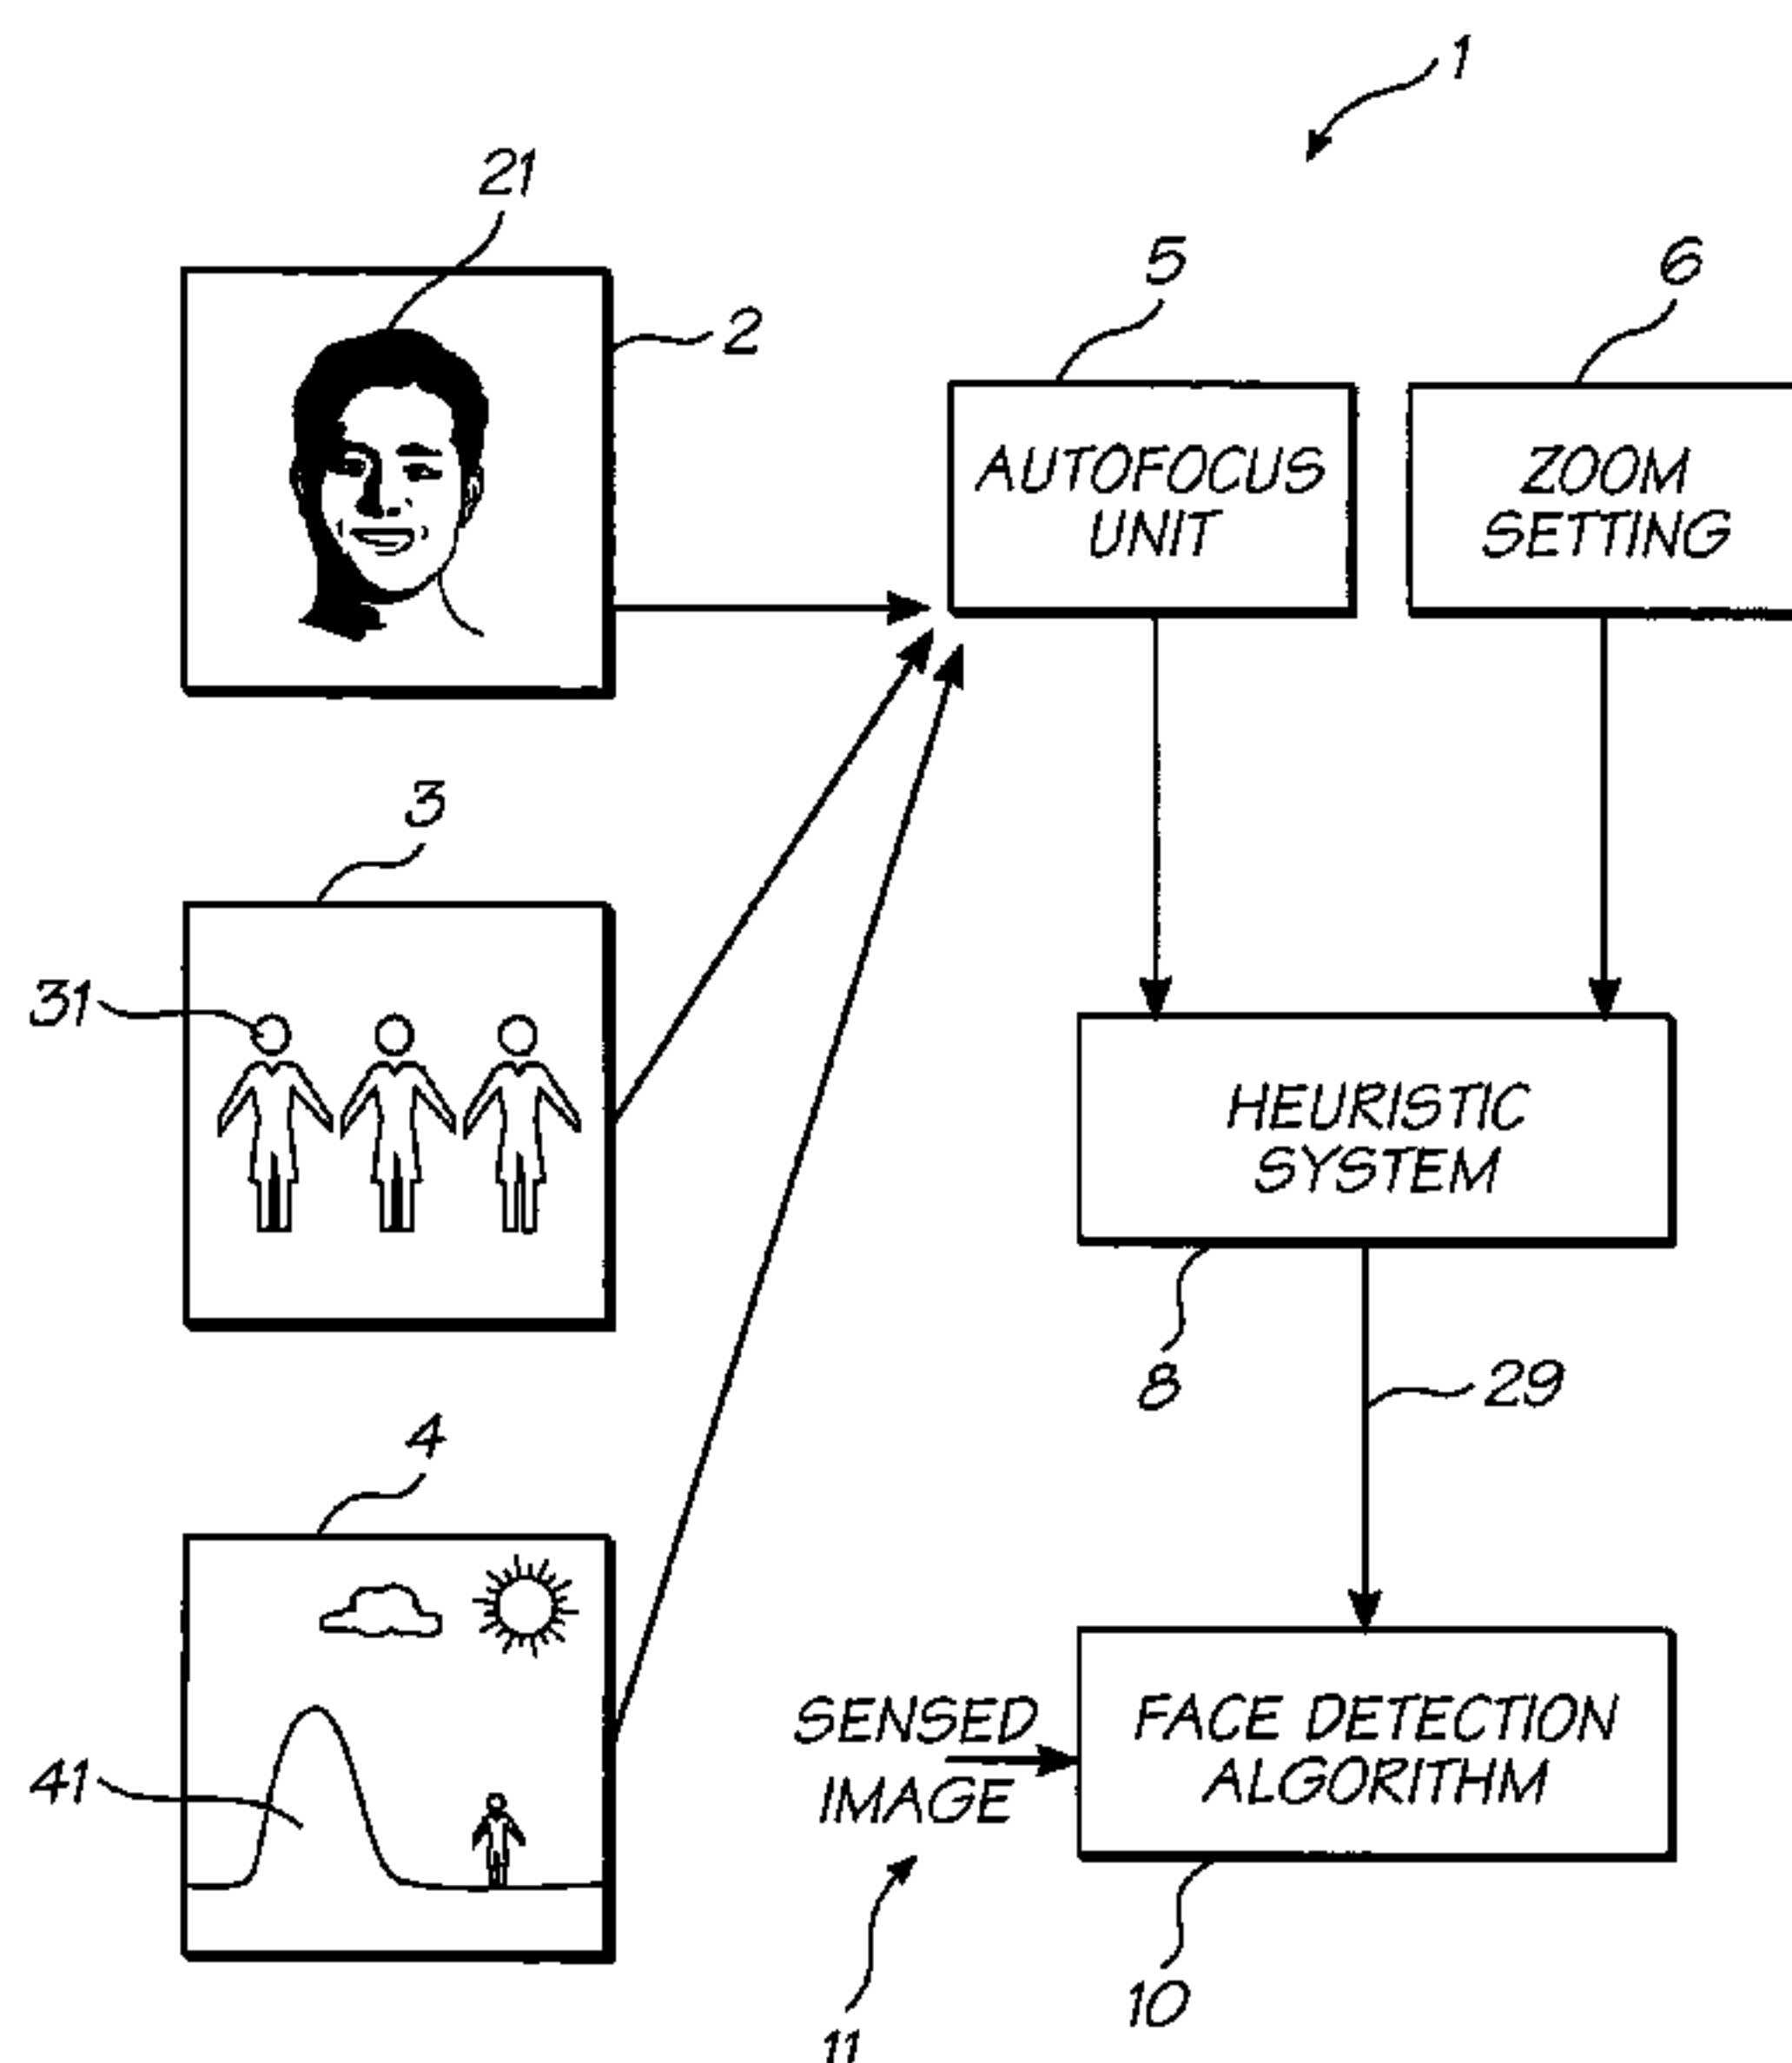 1
21
2
5
6
AUTOFOCUS
UNIT
ZOOM
SETTING
3
31
HEURISTIC
SYSTEM
8
29
4
41
SENSED
IMAGE
FACE DETECTION
ALGORITHM
10
11